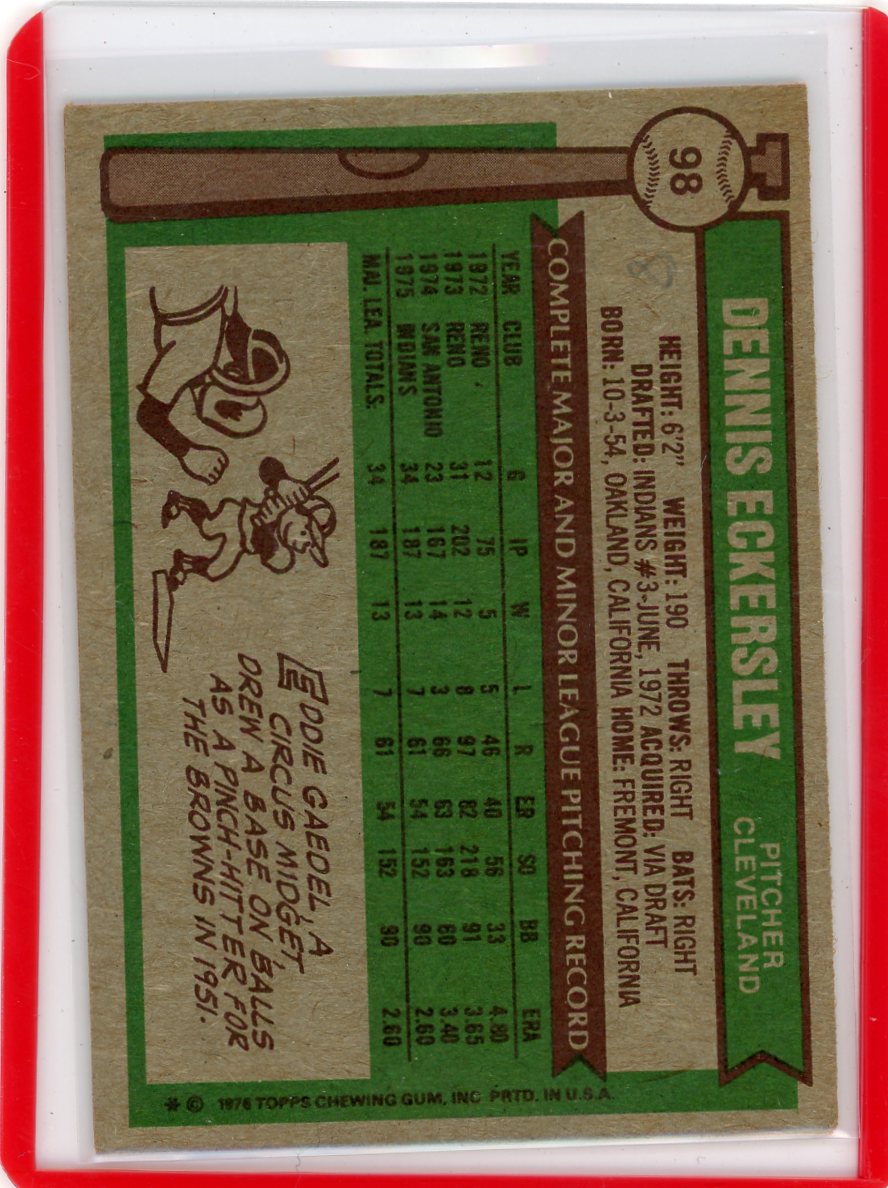 98
8
DENNIS ECKERSLEY
PITCHER
CLEVELAND
HEIGHT: 6'2" WEIGHT: 190 THROWS: RIGHT BATS: RIGHT
DRAFTED: INDIANS #3-JUNE, 1972 ACQUIRED: VIA DRAFT
BORN: 10-3-54, OAKLAND, CALIFORNIA HOME: FREMONT, CALIFORNIA
COMPLETE MAJOR AND MINOR LEAGUE PITCHING RECORD
YEAR CLUB G IP W L R ER SO BB ERA
1972 RENO 12 75 5 5 46 40 56 33 4.80
1973 RENO 31 202 12 8 97 82 218 91 3.65
1974 SAN ANTONIO 23 167 14 3 66 63 163 60 3.40
1975 INDIANS 34 187 13 7 61 54 152 90 2.60
MAJ. LEA. TOTALS. 34 187 13 7 61 54 152 90 2.60
EDDIE GAEDEL, A
CIRCUS MIDGET,
DREW A BASE ON BALLS
AS A PINCH-HITTER FOR
THE BROWNS IN 1951.
* © 1976 TOPPS CHEWING GUM, INC PRTD. IN U.S.A.